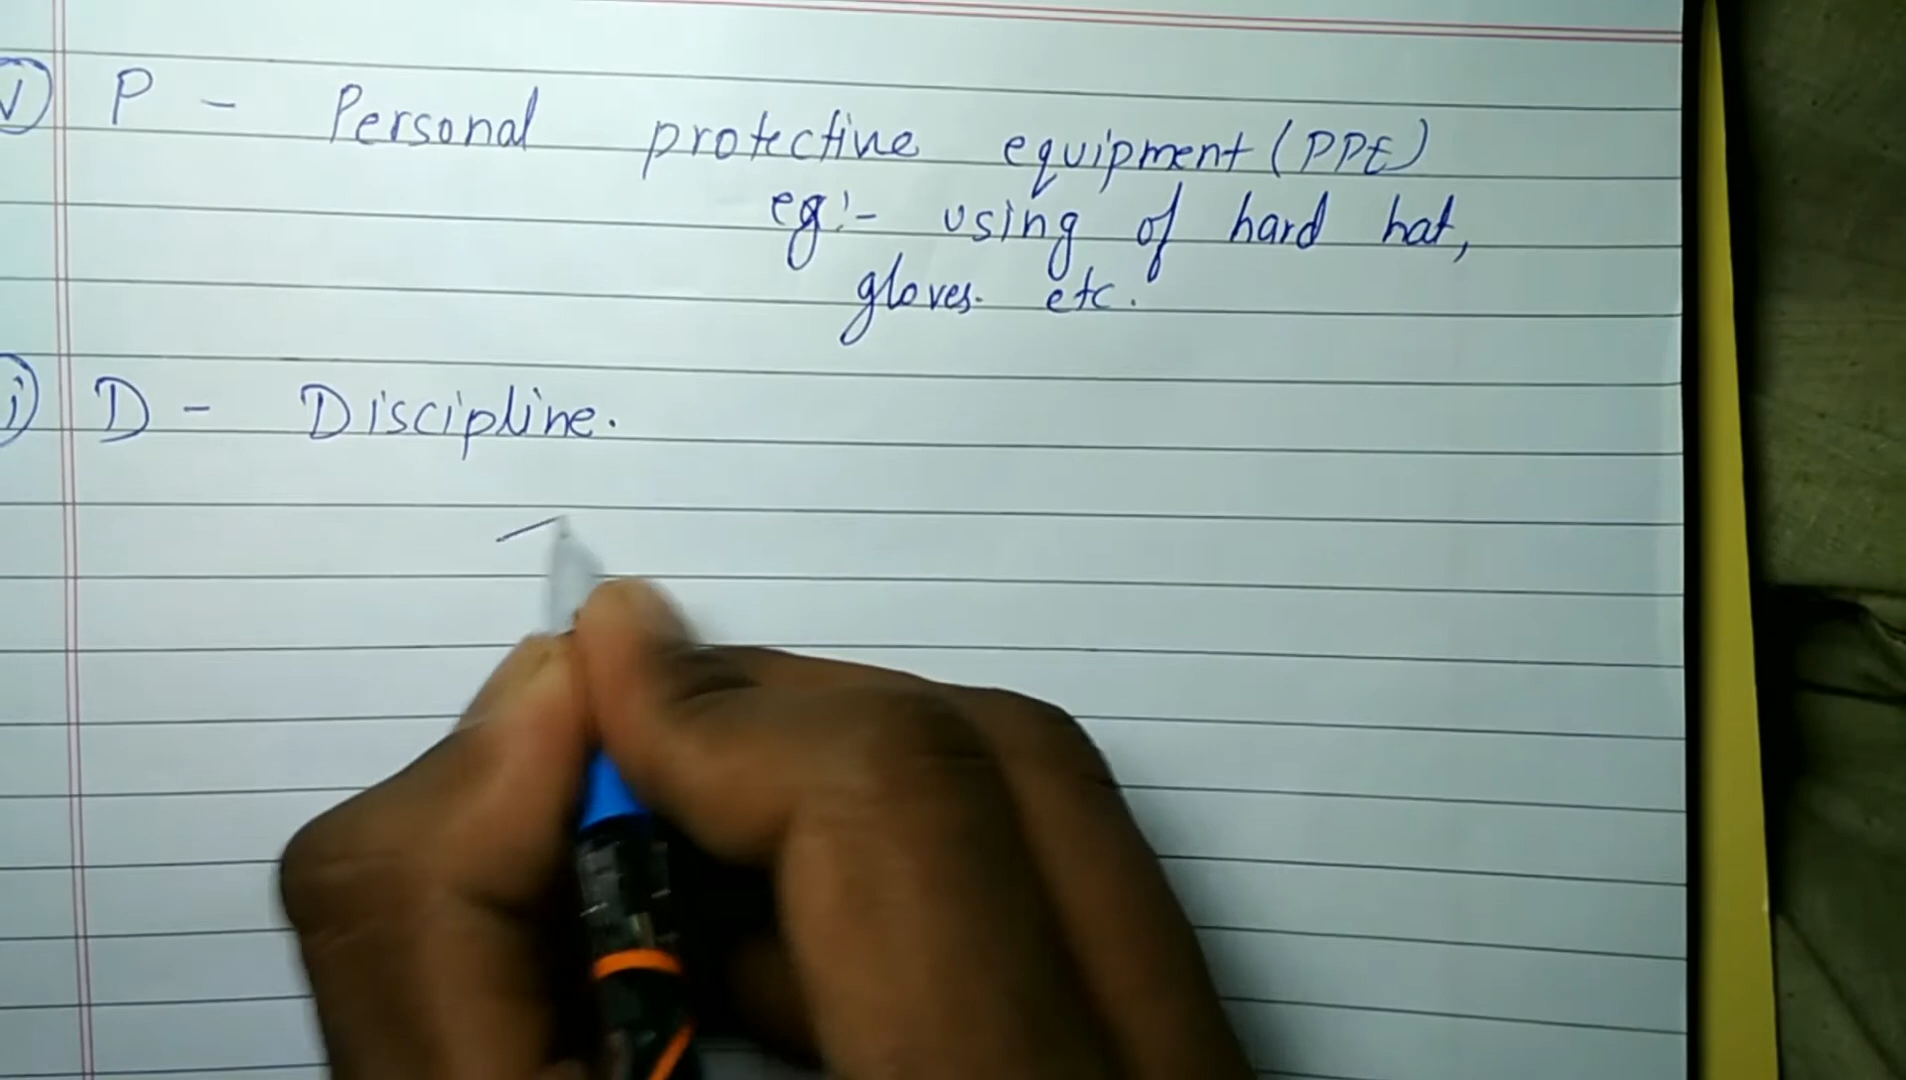 v) P - Personal protective equipment (PPE)
eg:- using of hard hat,
gloves. etc.
i) D - Discipline.